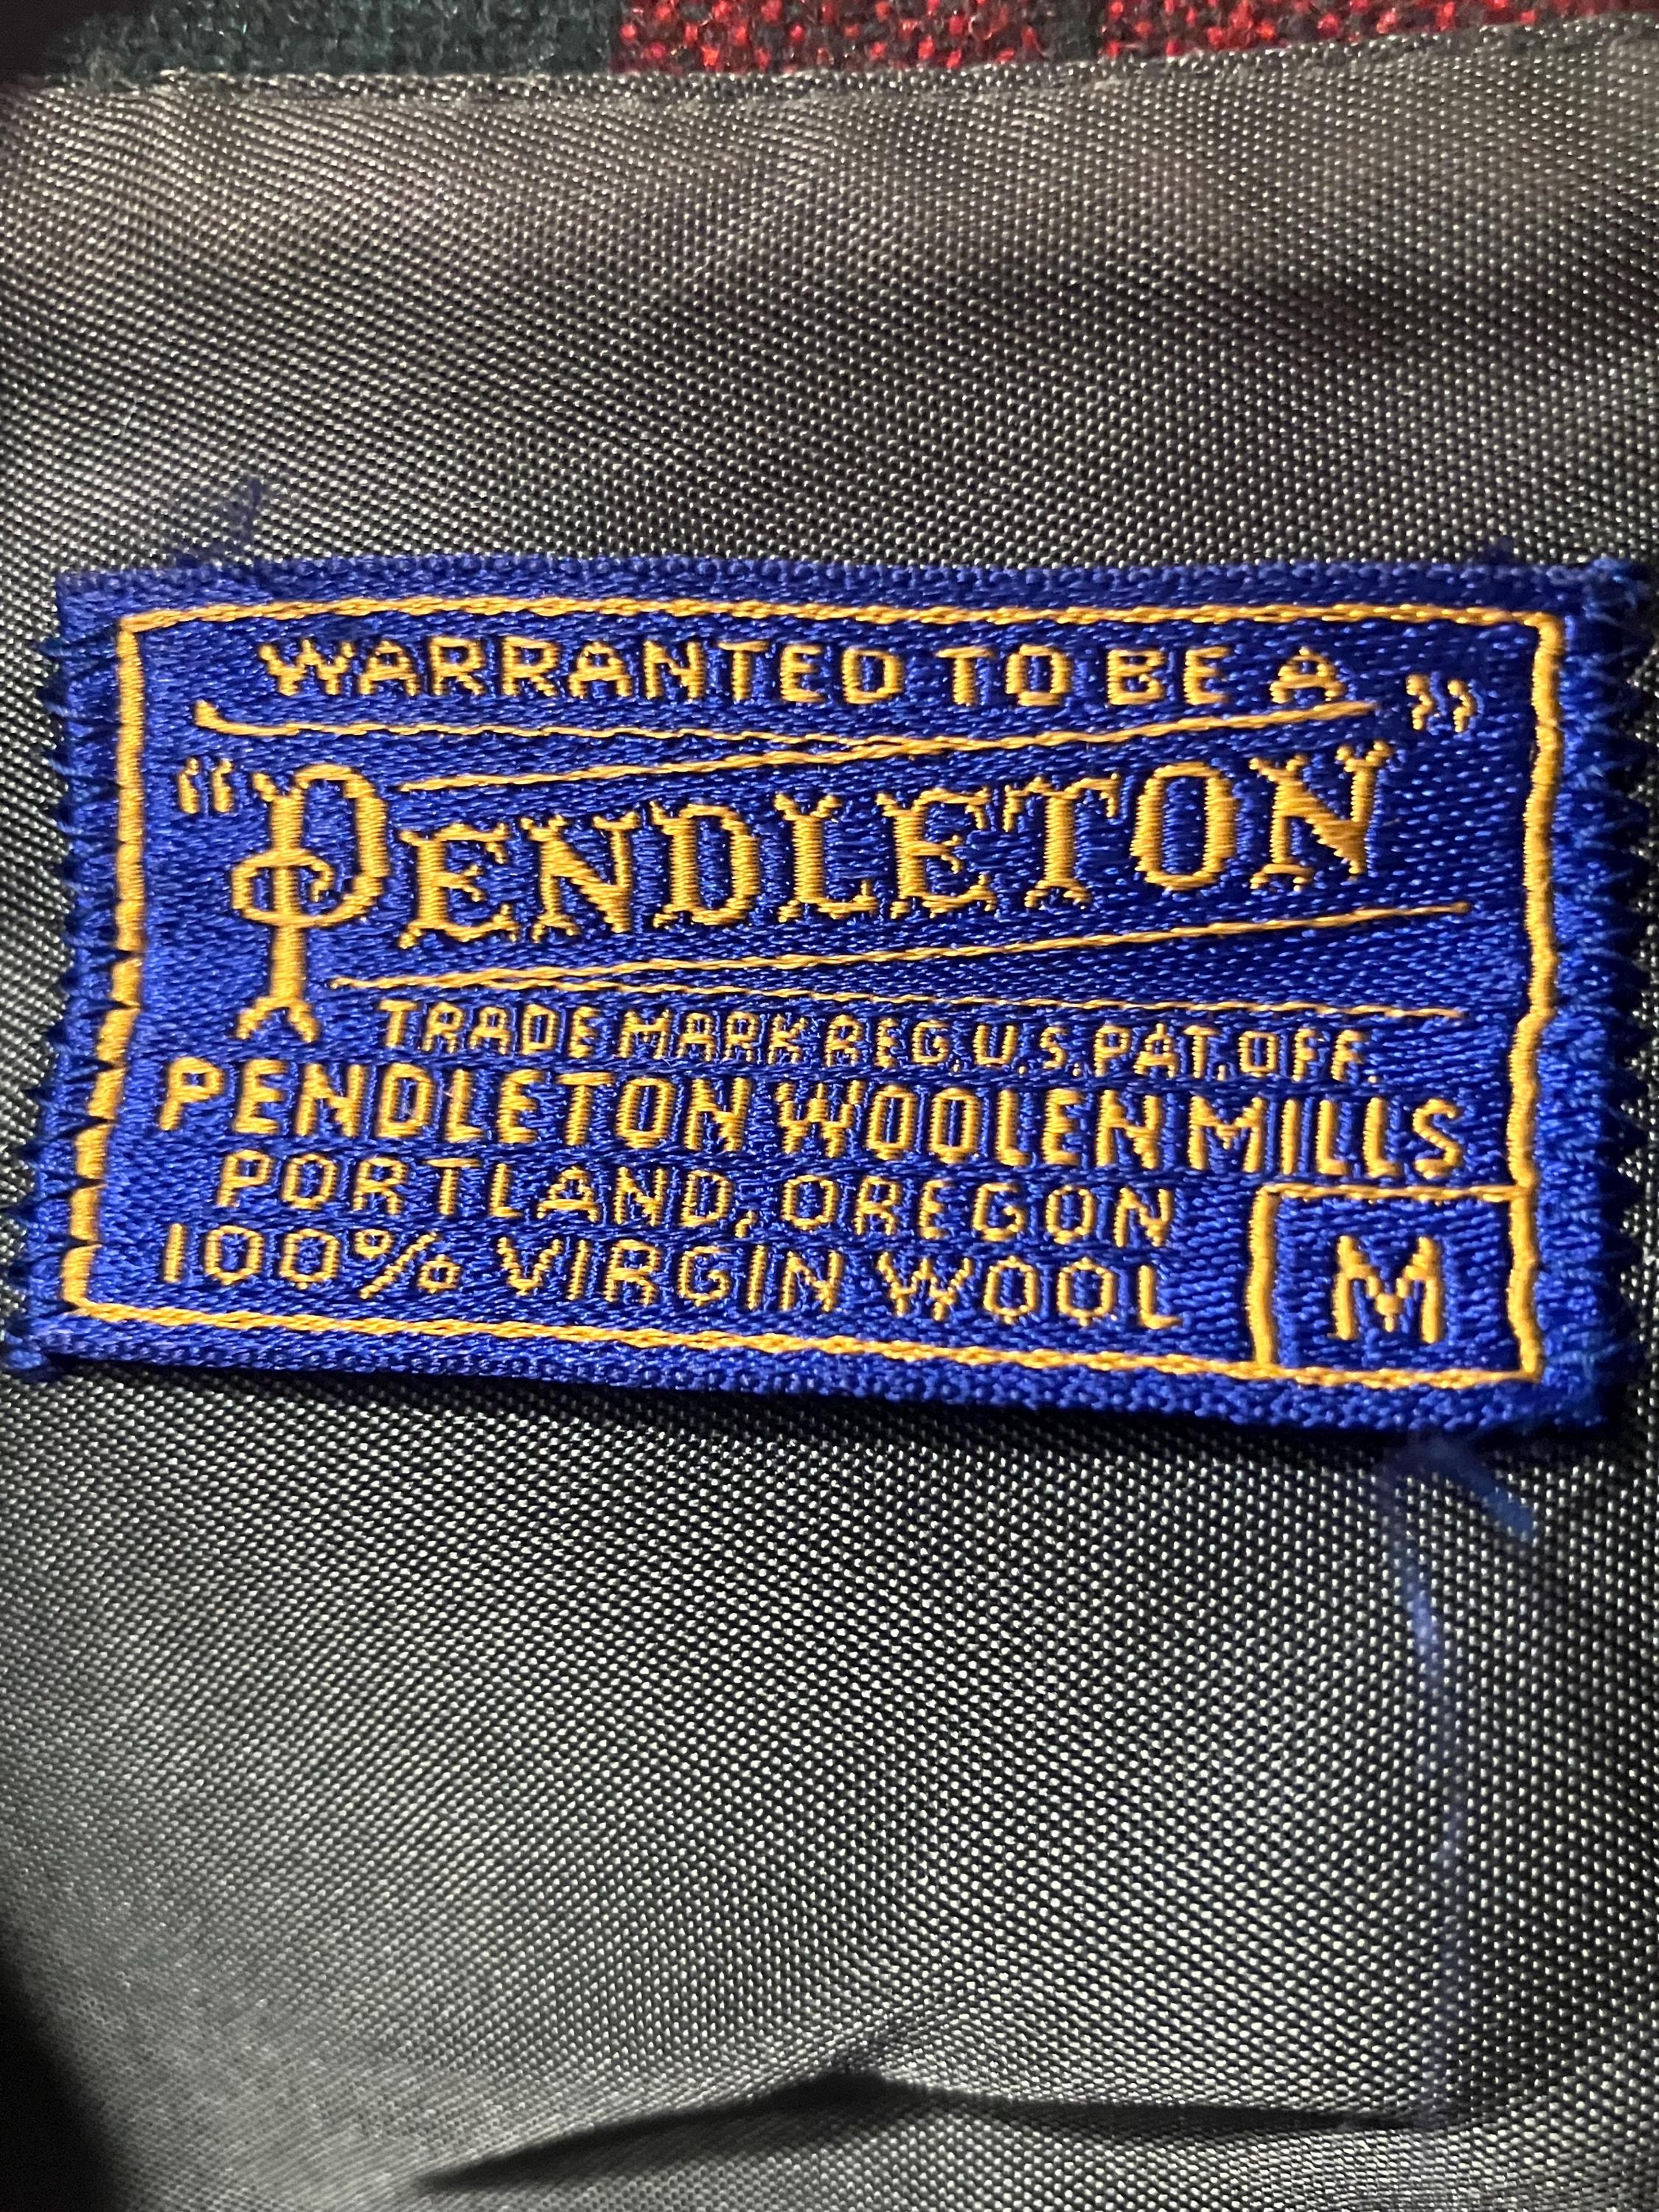 WARRANTED TO BE A
“PENDLETON”
TRADE MARK REG. U.S. PAT. OFF.
PENDLETON WOOLEN MILLS
PORTLAND, OREGON
100% VIRGIN WOOL
M